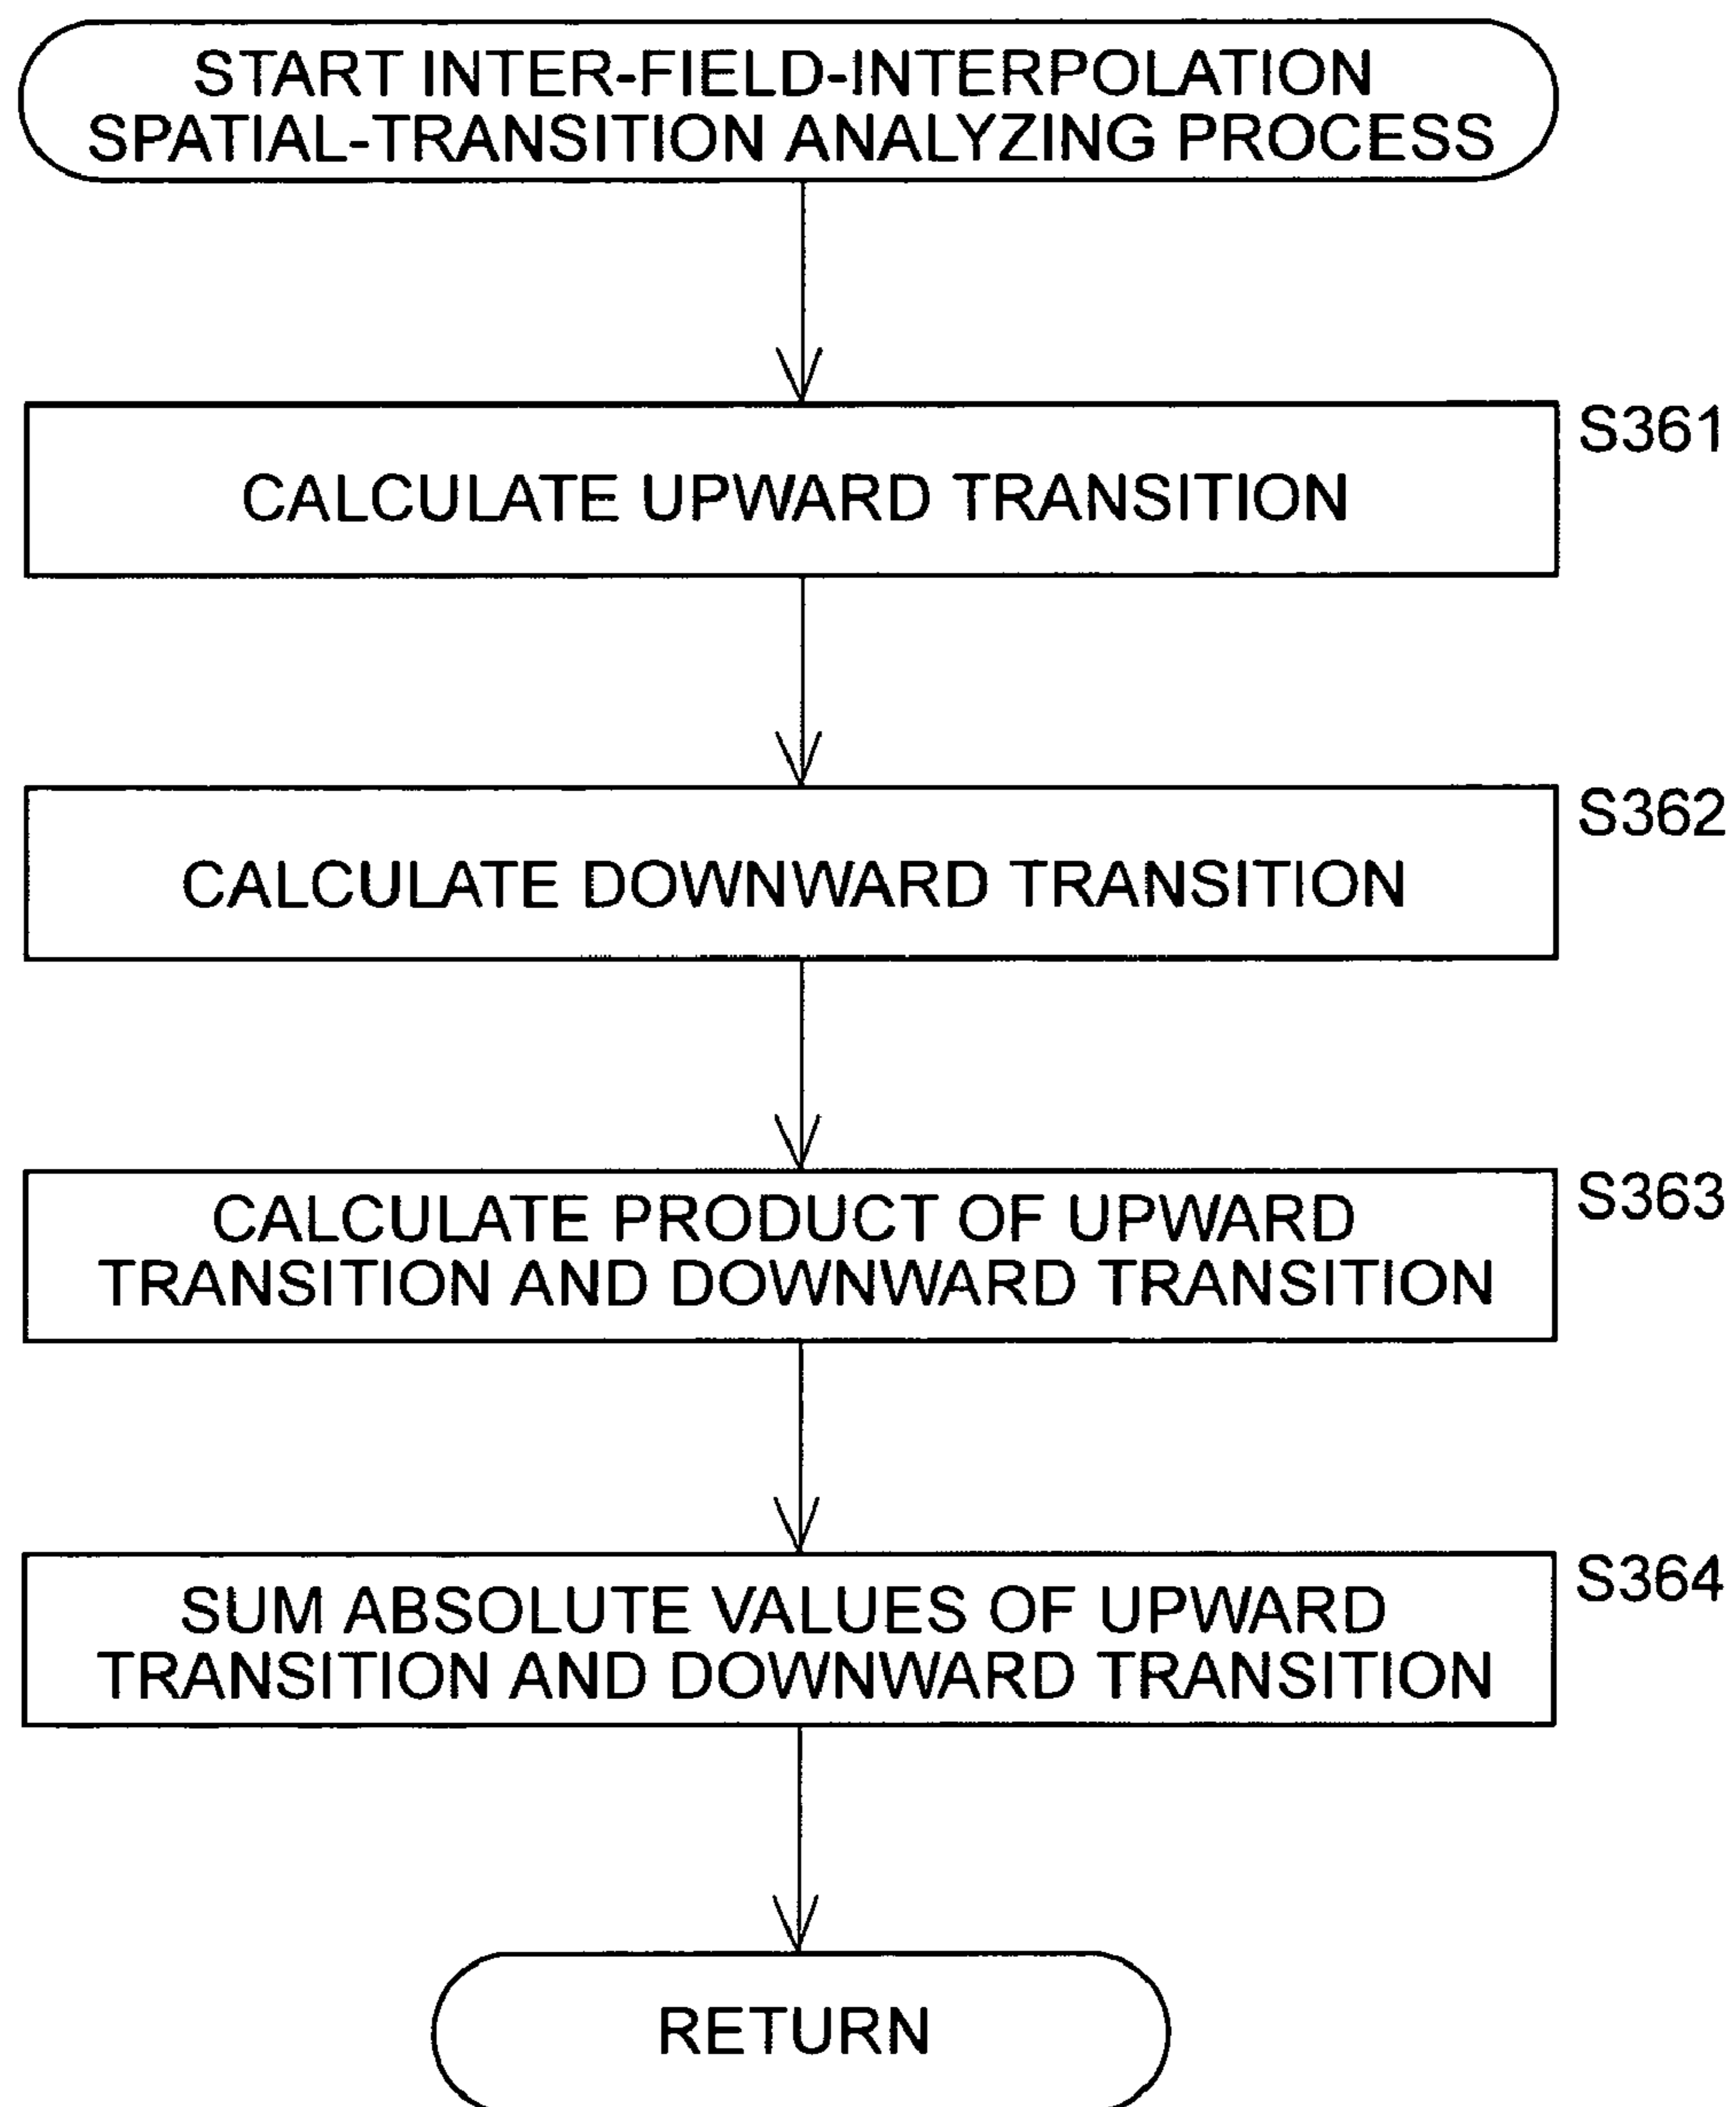 START INTER-FIELD-INTERPOLATION
SPATIAL-TRANSITION ANALYZING PROCESS
S361
CALCULATE UPWARD TRANSITION
S362
CALCULATE DOWNWARD TRANSITION
S363
CALCULATE PRODUCT OF UPWARD
TRANSITION AND DOWNWARD TRANSITION
S364
SUM ABSOLUTE VALUES OF UPWARD
TRANSITION AND DOWNWARD TRANSITION
RETURN